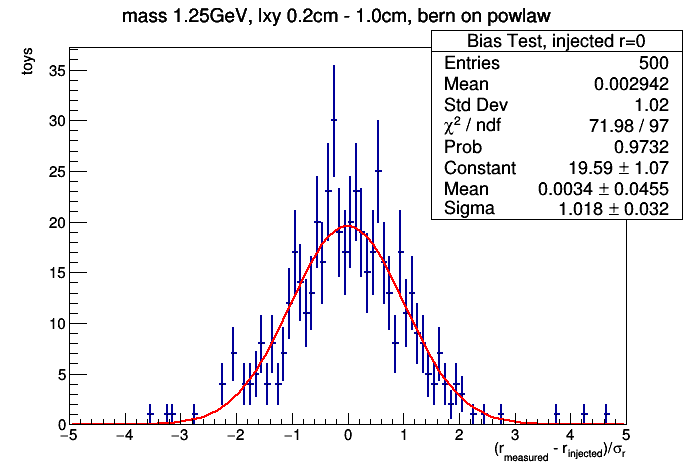 mass 1.25GeV, lxy 0.2cm - 1.0cm, bern on powlaw
Bias Test, injected r=0
Entries 500
Mean 0.002942
Std Dev 1.02
χ² / ndf 71.98 / 97
Prob 0.9732
Constant 19.59 ± 1.07
Mean 0.0034 ± 0.0455
Sigma 1.018 ± 0.032
toys
35
30
25
20
15
10
5
0
−5 −4 −3 −2 −1 0 1 2 3 4 5
(r_measured - r_injected)/σ_r